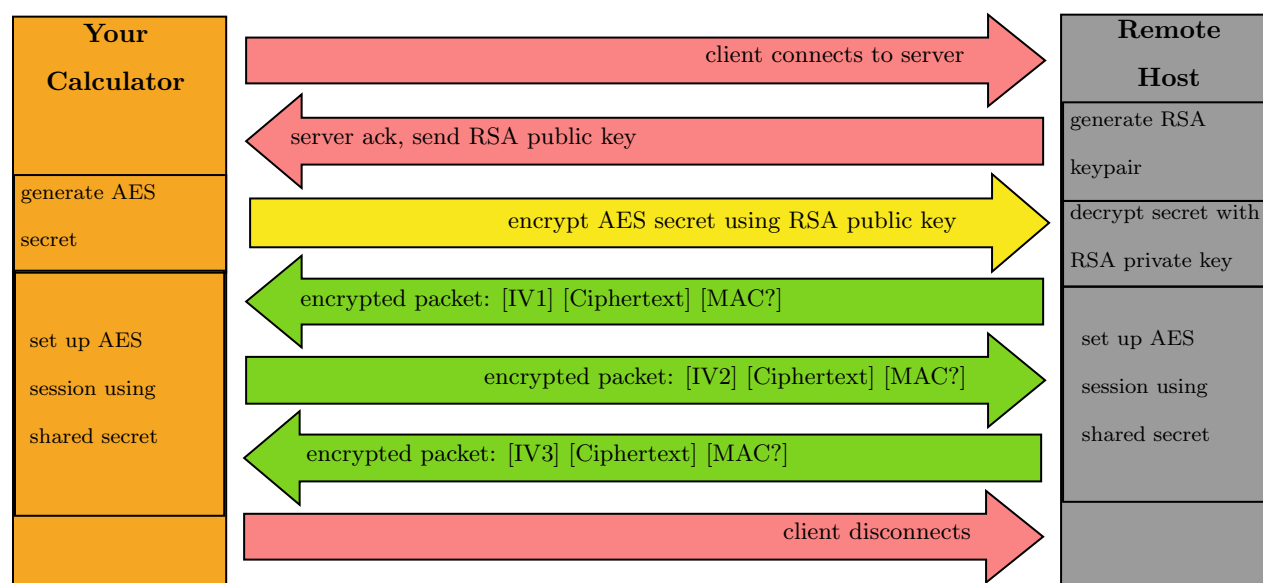 Your
Calculator
Remote
Host
client connects to server
server ack, send RSA public key
generate RSA
keypair
generate AES
secret
encrypt AES secret using RSA public key
decrypt secret with
RSA private key
encrypted packet: [IV1] [Ciphertext] [MAC?]
set up AES
session using
shared secret
encrypted packet: [IV2] [Ciphertext] [MAC?]
set up AES
session using
shared secret
encrypted packet: [IV3] [Ciphertext] [MAC?]
client disconnects